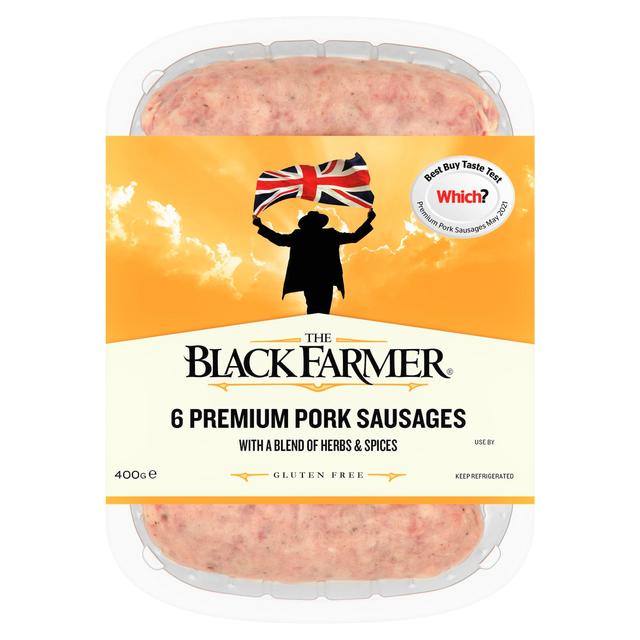 Best Buy Taste Test
Which?
Premium Pork Sausages May 2021
THE
BLACK FARMER®
6 PREMIUM PORK SAUSAGES
WITH A BLEND OF HERBS & SPICES
USE BY
400G e
GLUTEN FREE
KEEP REFRIGERATED